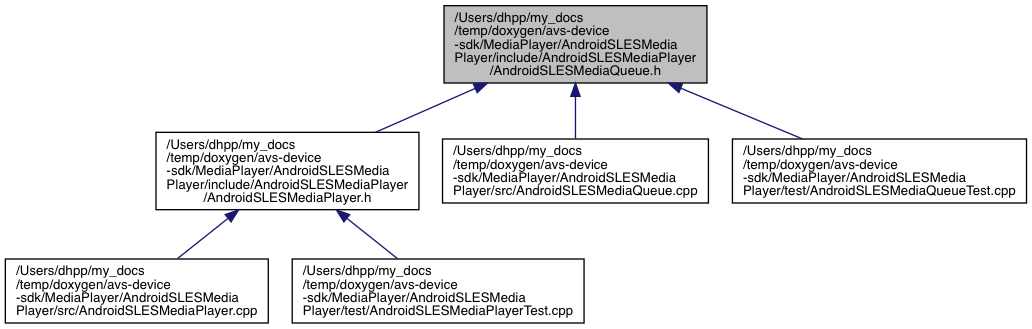 /Users/dhpp/my_docs
/temp/doxygen/avs-device
-sdk/MediaPlayer/AndroidSLESMedia
Player/include/AndroidSLESMediaPlayer
/AndroidSLESMediaQueue.h
/Users/dhpp/my_docs
/temp/doxygen/avs-device
-sdk/MediaPlayer/AndroidSLESMedia
Player/include/AndroidSLESMediaPlayer
/AndroidSLESMediaPlayer.h
/Users/dhpp/my_docs
/temp/doxygen/avs-device
-sdk/MediaPlayer/AndroidSLESMedia
Player/src/AndroidSLESMediaQueue.cpp
/Users/dhpp/my_docs
/temp/doxygen/avs-device
-sdk/MediaPlayer/AndroidSLESMedia
Player/test/AndroidSLESMediaQueueTest.cpp
/Users/dhpp/my_docs
/temp/doxygen/avs-device
-sdk/MediaPlayer/AndroidSLESMedia
Player/src/AndroidSLESMediaPlayer.cpp
/Users/dhpp/my_docs
/temp/doxygen/avs-device
-sdk/MediaPlayer/AndroidSLESMedia
Player/test/AndroidSLESMediaPlayerTest.cpp